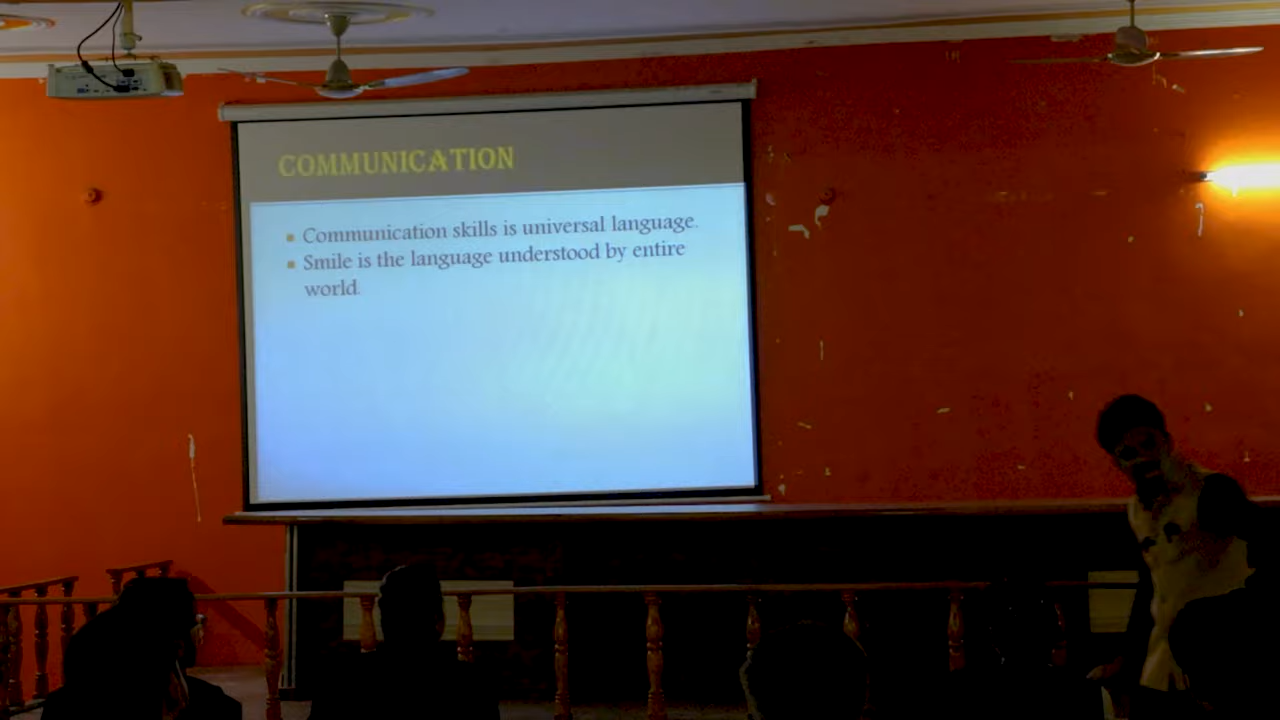 COMMUNICATION
Communication skills is universal language.
Smile is the language understood by entire
world.